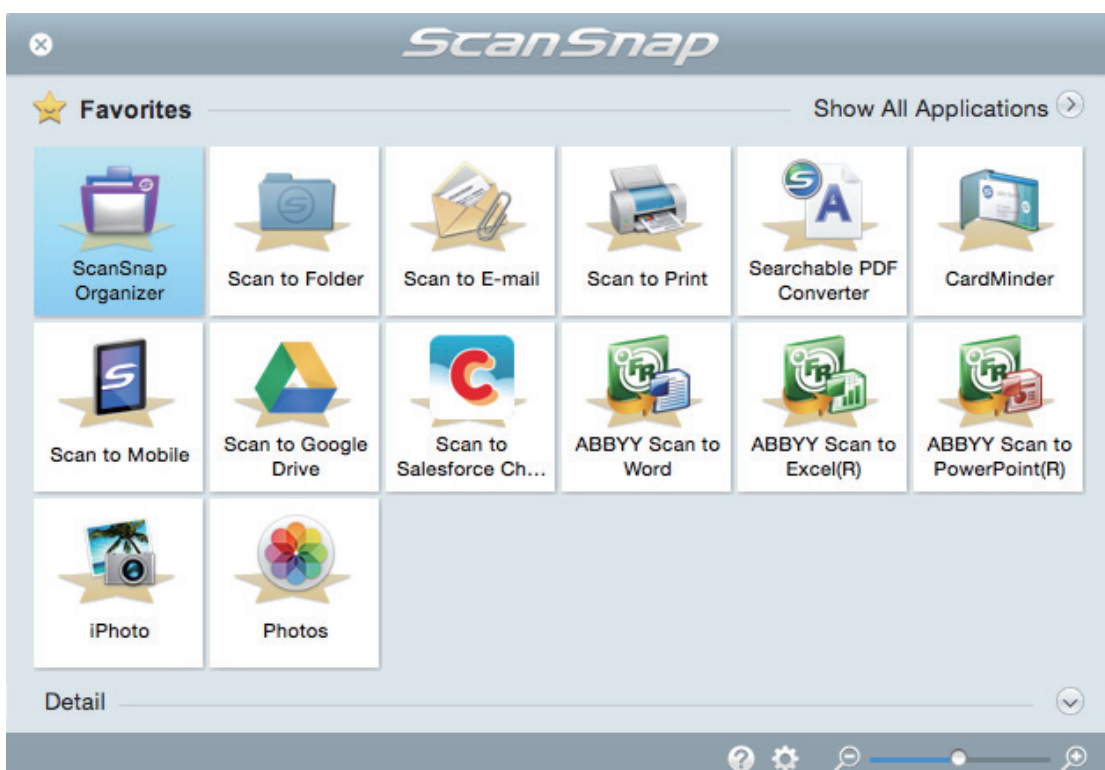 ScanSnap
Favorites
Show All Applications
ScanSnap
Organizer
Scan to Folder
Scan to E-mail
Scan to Print
Searchable PDF
Converter
CardMinder
Scan to Mobile
Scan to Google
Drive
Scan to
Salesforce Ch...
ABBYY Scan to
Word
ABBYY Scan to
Excel(R)
ABBYY Scan to
PowerPoint(R)
iPhoto
Photos
Detail